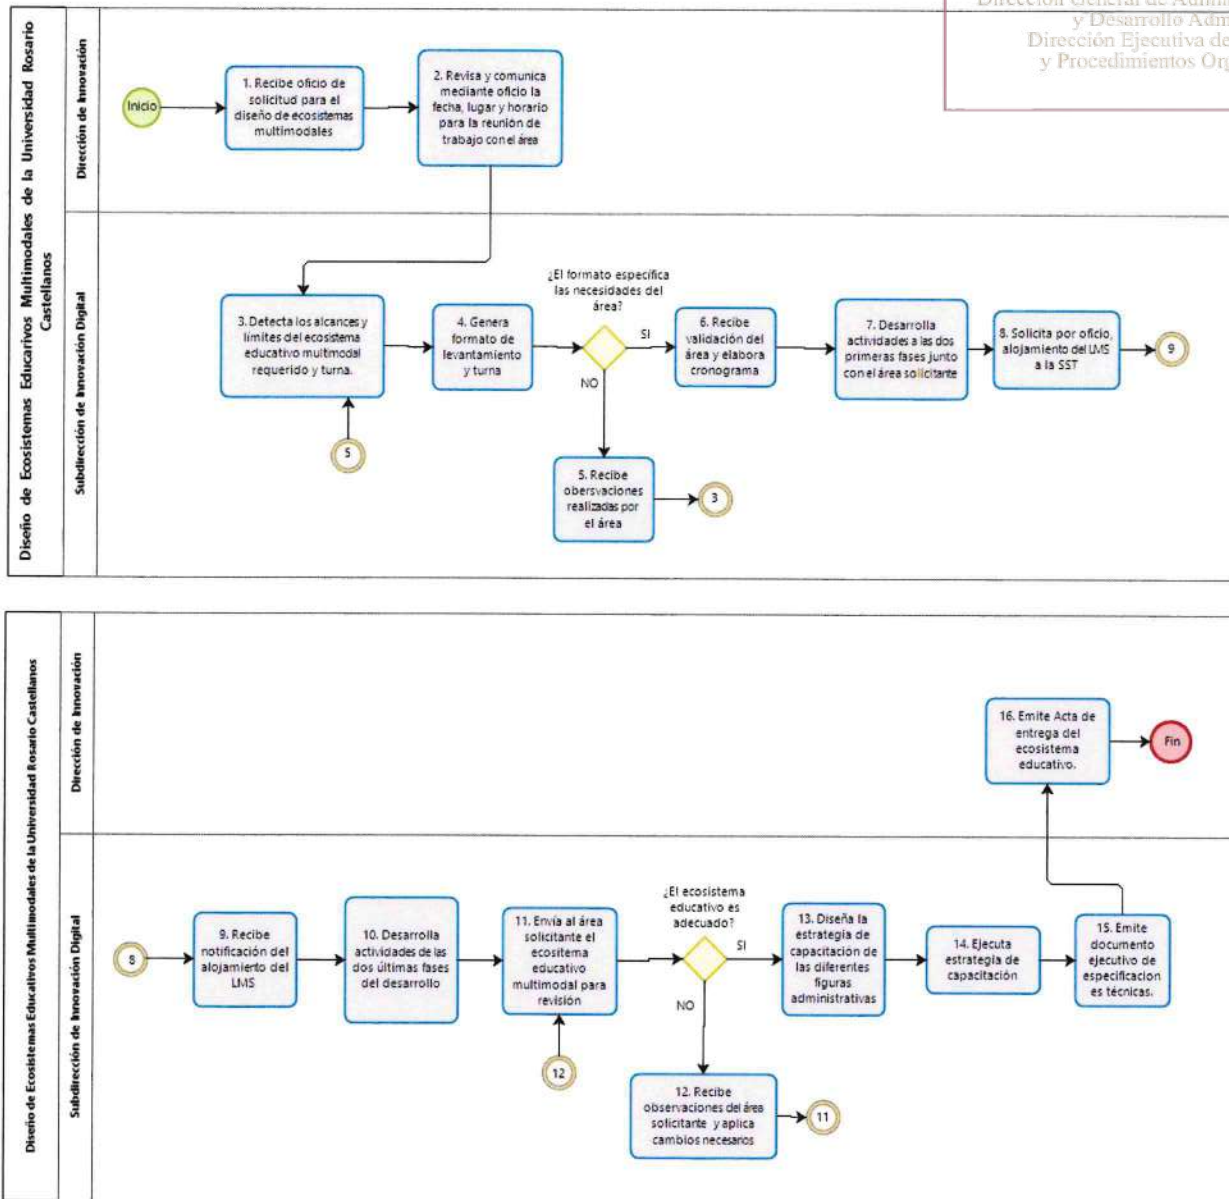 Dirección General de Admin
y Desarrollo Adm
Dirección Ejecutiva de
y Procedimientos Org
Diseño de Ecosistemas Educarivos Multimodales de la Universidad Rosario
Castellanos
Dirección de Innovación
Inicio
1. Recibe oficio de
solicitud para el
diseño de ecosistemas
multimodales
2. Revisa y comunica
mediante oficio la
fecha, lugar y horario
para la reunión de
trabajo con el área
Subdirección de Innovación Digital
3. Detecta los alcances y
límites del ecosistema
educativo multimodal
requerido y turna.
5
4. Genera
formato de
levantamiento
y turna
¿El formato específica
las necesidades del
área?
SI
NO
5. Recibe
obersvaciones
realizadas por
el área
3
6. Recibe
validación del
área y elabora
cronograma
7. Desarrolla
actividades a las dos
primeras fases junto
con el área solicitante
8. Solicita por oficio,
alojamiento del LMS
a la SST
9
Diseño de Ecosistemas Educativos Multimodales de la Universidad Rosario Castellanos
Dirección de Innovación
16. Emite Acta de
entrega del
ecosistema
educativo.
Fin
Subdirección de Innovación Digital
8
9. Recibe
notificación del
alojamiento del
LMS
10. Desarrolla
actividades de las
dos últimas fases
del desarrollo
11. Envía al área
solicitante el
ecositema
educativo
multimodal para
revisión
12
¿El ecosistema
educativo es
adecuado?
SI
NO
12. Recibe
observaciones del área
solicitante y aplica
cambios necesarios
11
13. Diseña la
estrategia de
capacitación de
las diferentes
figuras
administrativas
14. Ejecuta
estrategia de
capacitación
15. Emite
documento
ejecutivo de
especificacion
es técnicas.